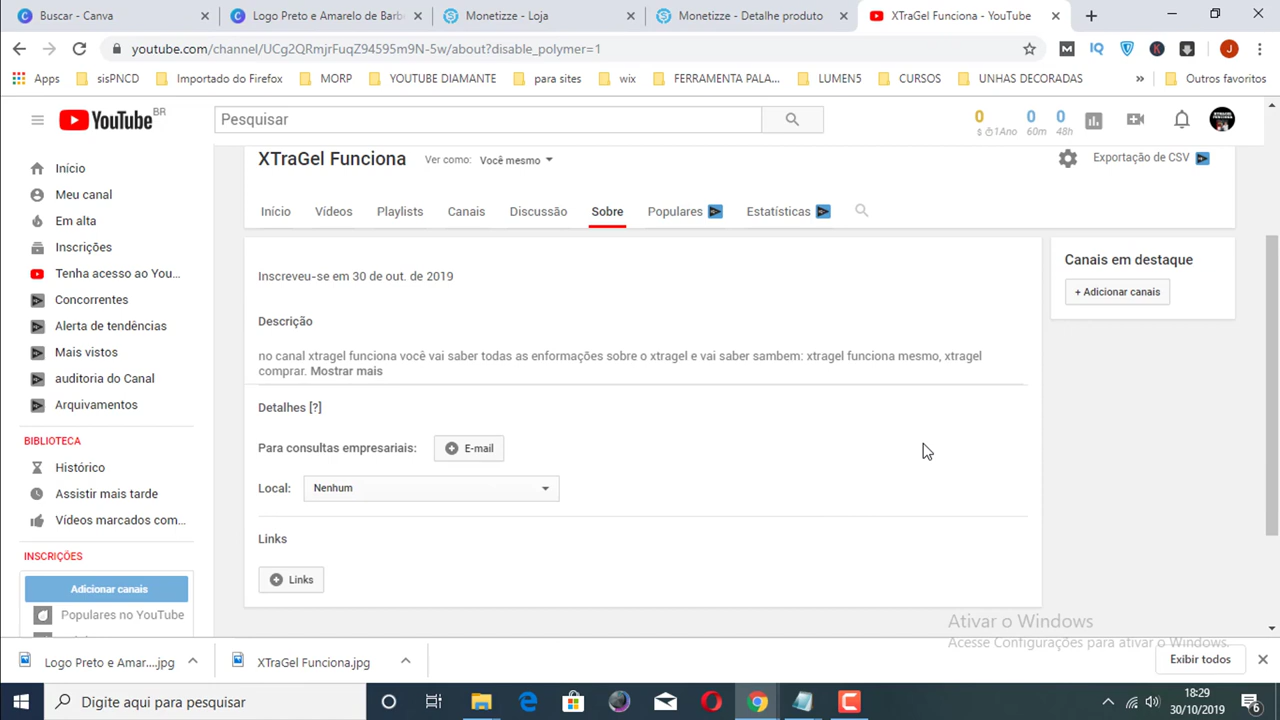 Buscar - Canva
Logo Preto e Amarelo de Barbe
Monetizze - Loja
Monetizze - Detalhe produto
XTraGel Funciona - YouTube
youtube.com/channel/UCg2QRmjrFuqZ94595m9N-5w/about?disable_polymer=1
Apps sisPNCD Importado do Firefox MORP YOUTUBE DIAMANTE para sites wix FERRAMENTA PALA... LUMEN5 CURSOS UNHAS DECORADAS » Outros favoritos
YouTube BR
Pesquisar
0 0 0
$ 1Ano 60m 48h
Início
Meu canal
Em alta
Inscrições
Tenha acesso ao You...
Concorrentes
Alerta de tendências
Mais vistos
auditoria do Canal
Arquivamentos
BIBLIOTECA
Histórico
Assistir mais tarde
Vídeos marcados com...
INSCRIÇÕES
Adicionar canais
Populares no YouTube
XTraGel Funciona Ver como: Você mesmo
Exportação de CSV
Início Vídeos Playlists Canais Discussão Sobre Populares Estatísticas
Inscreveu-se em 30 de out. de 2019
Descrição
no canal xtragel funciona você vai saber todas as enformações sobre o xtragel e vai saber sambem: xtragel funciona mesmo, xtragel
comprar. Mostrar mais
Detalhes [?]
Para consultas empresariais: E-mail
Local: Nenhum
Links
Links
Canais em destaque
+ Adicionar canais
Ativar o Windows
Acesse Configurações para ativar o Windows.
Logo Preto e Amar....jpg
XTraGel Funciona.jpg
Exibir todos
Digite aqui para pesquisar
18:29
30/10/2019
6